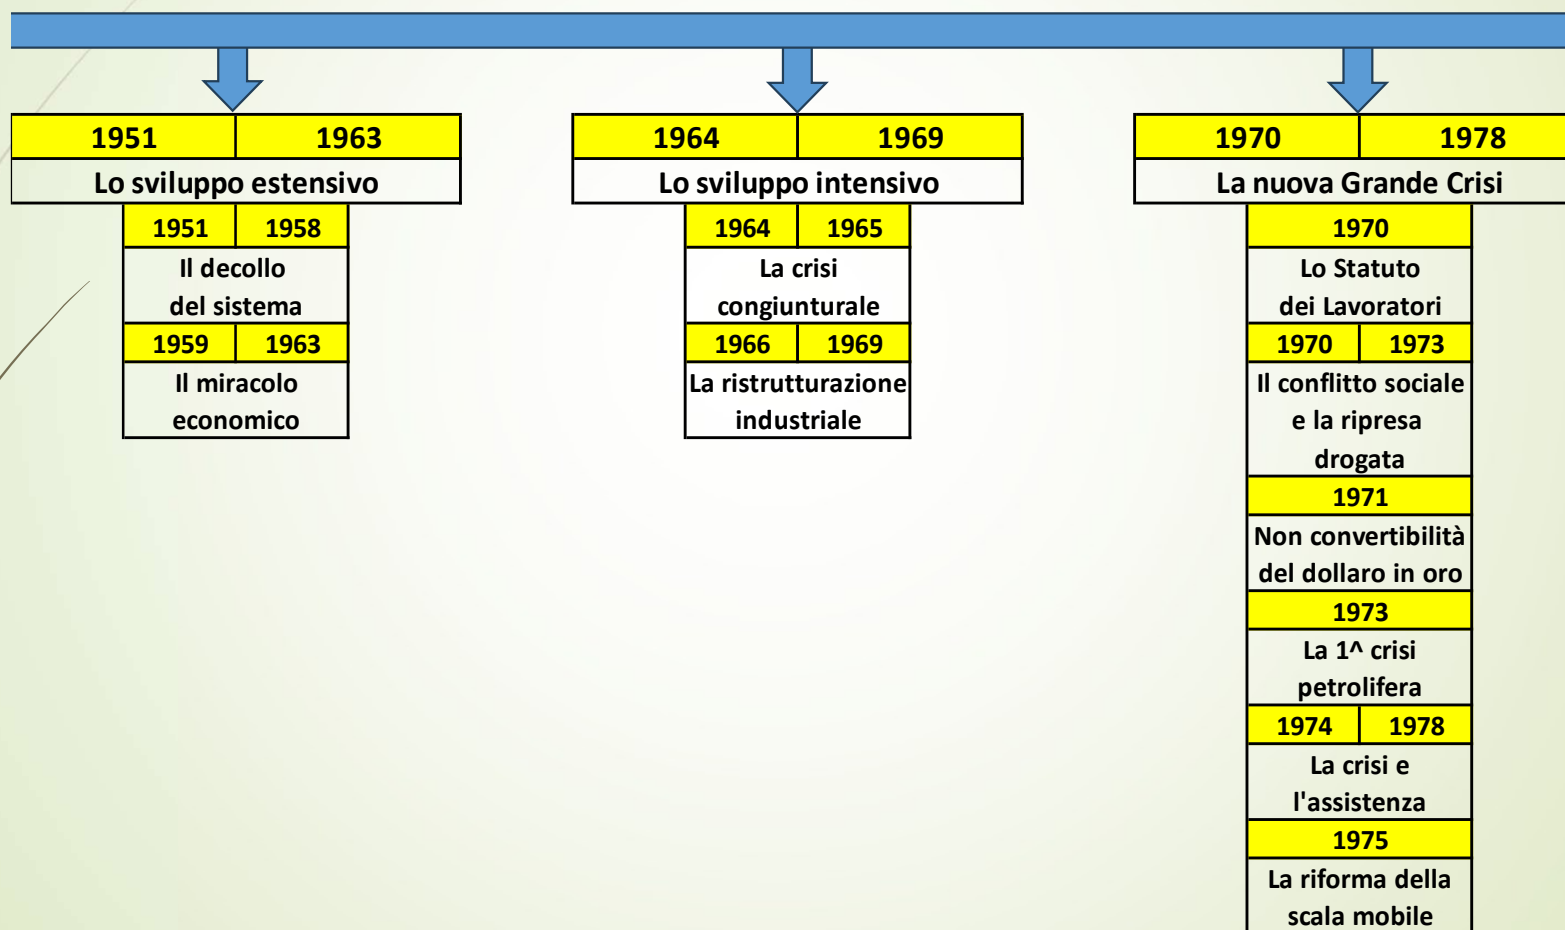 1951 1963
Lo sviluppo estensivo
1951 1958
Il decollo
del sistema
1959 1963
Il miracolo
economico
1964 1969
Lo sviluppo intensivo
1964 1965
La crisi
congiunturale
1966 1969
La ristrutturazione
industriale
1970 1978
La nuova Grande Crisi
1970
Lo Statuto
dei Lavoratori
1970 1973
Il conflitto sociale
e la ripresa
drogata
1971
Non convertibilità
del dollaro in oro
1973
La 1^ crisi
petrolifera
1974 1978
La crisi e
l'assistenza
1975
La riforma della
scala mobile